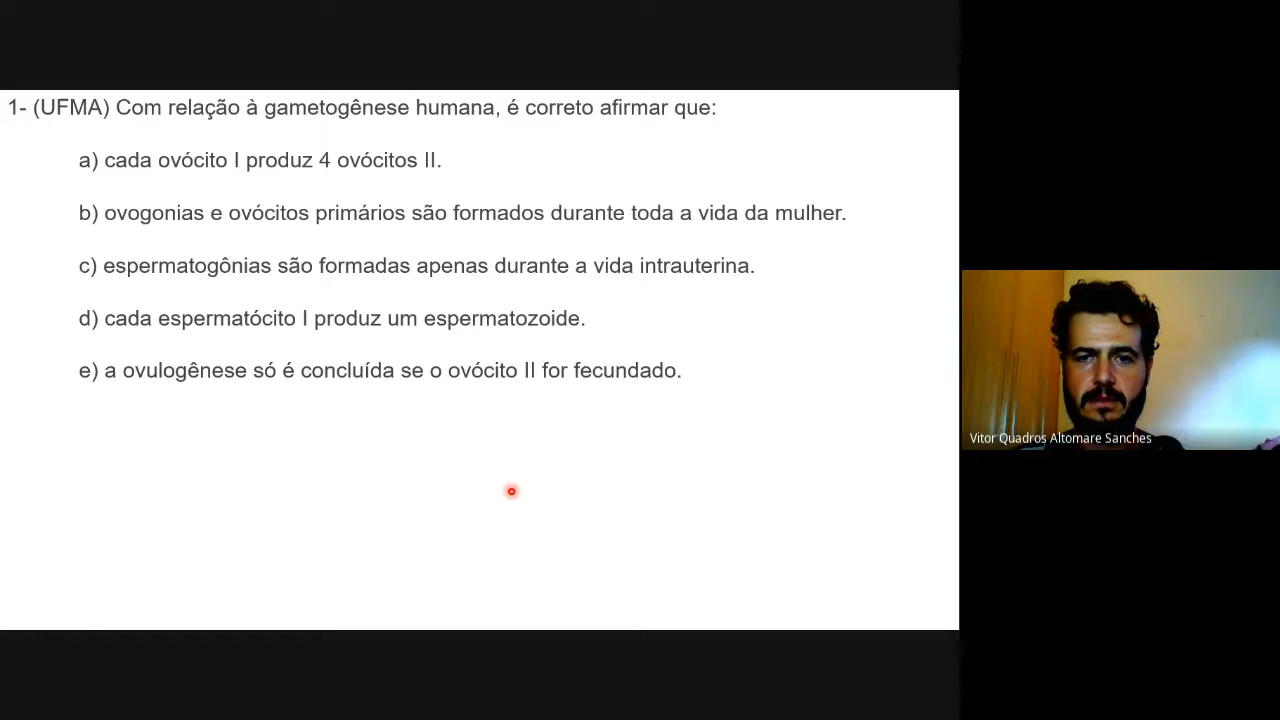 1- (UFMA) Com relação à gametogênese humana, é correto afirmar que:
a) cada ovócito I produz 4 ovócitos II.
b) ovogonias e ovócitos primários são formados durante toda a vida da mulher.
c) espermatogônias são formadas apenas durante a vida intrauterina.
d) cada espermatócito I produz um espermatozoide.
e) a ovulogênese só é concluída se o ovócito II for fecundado.
Vitor Quadros Altomare Sanches